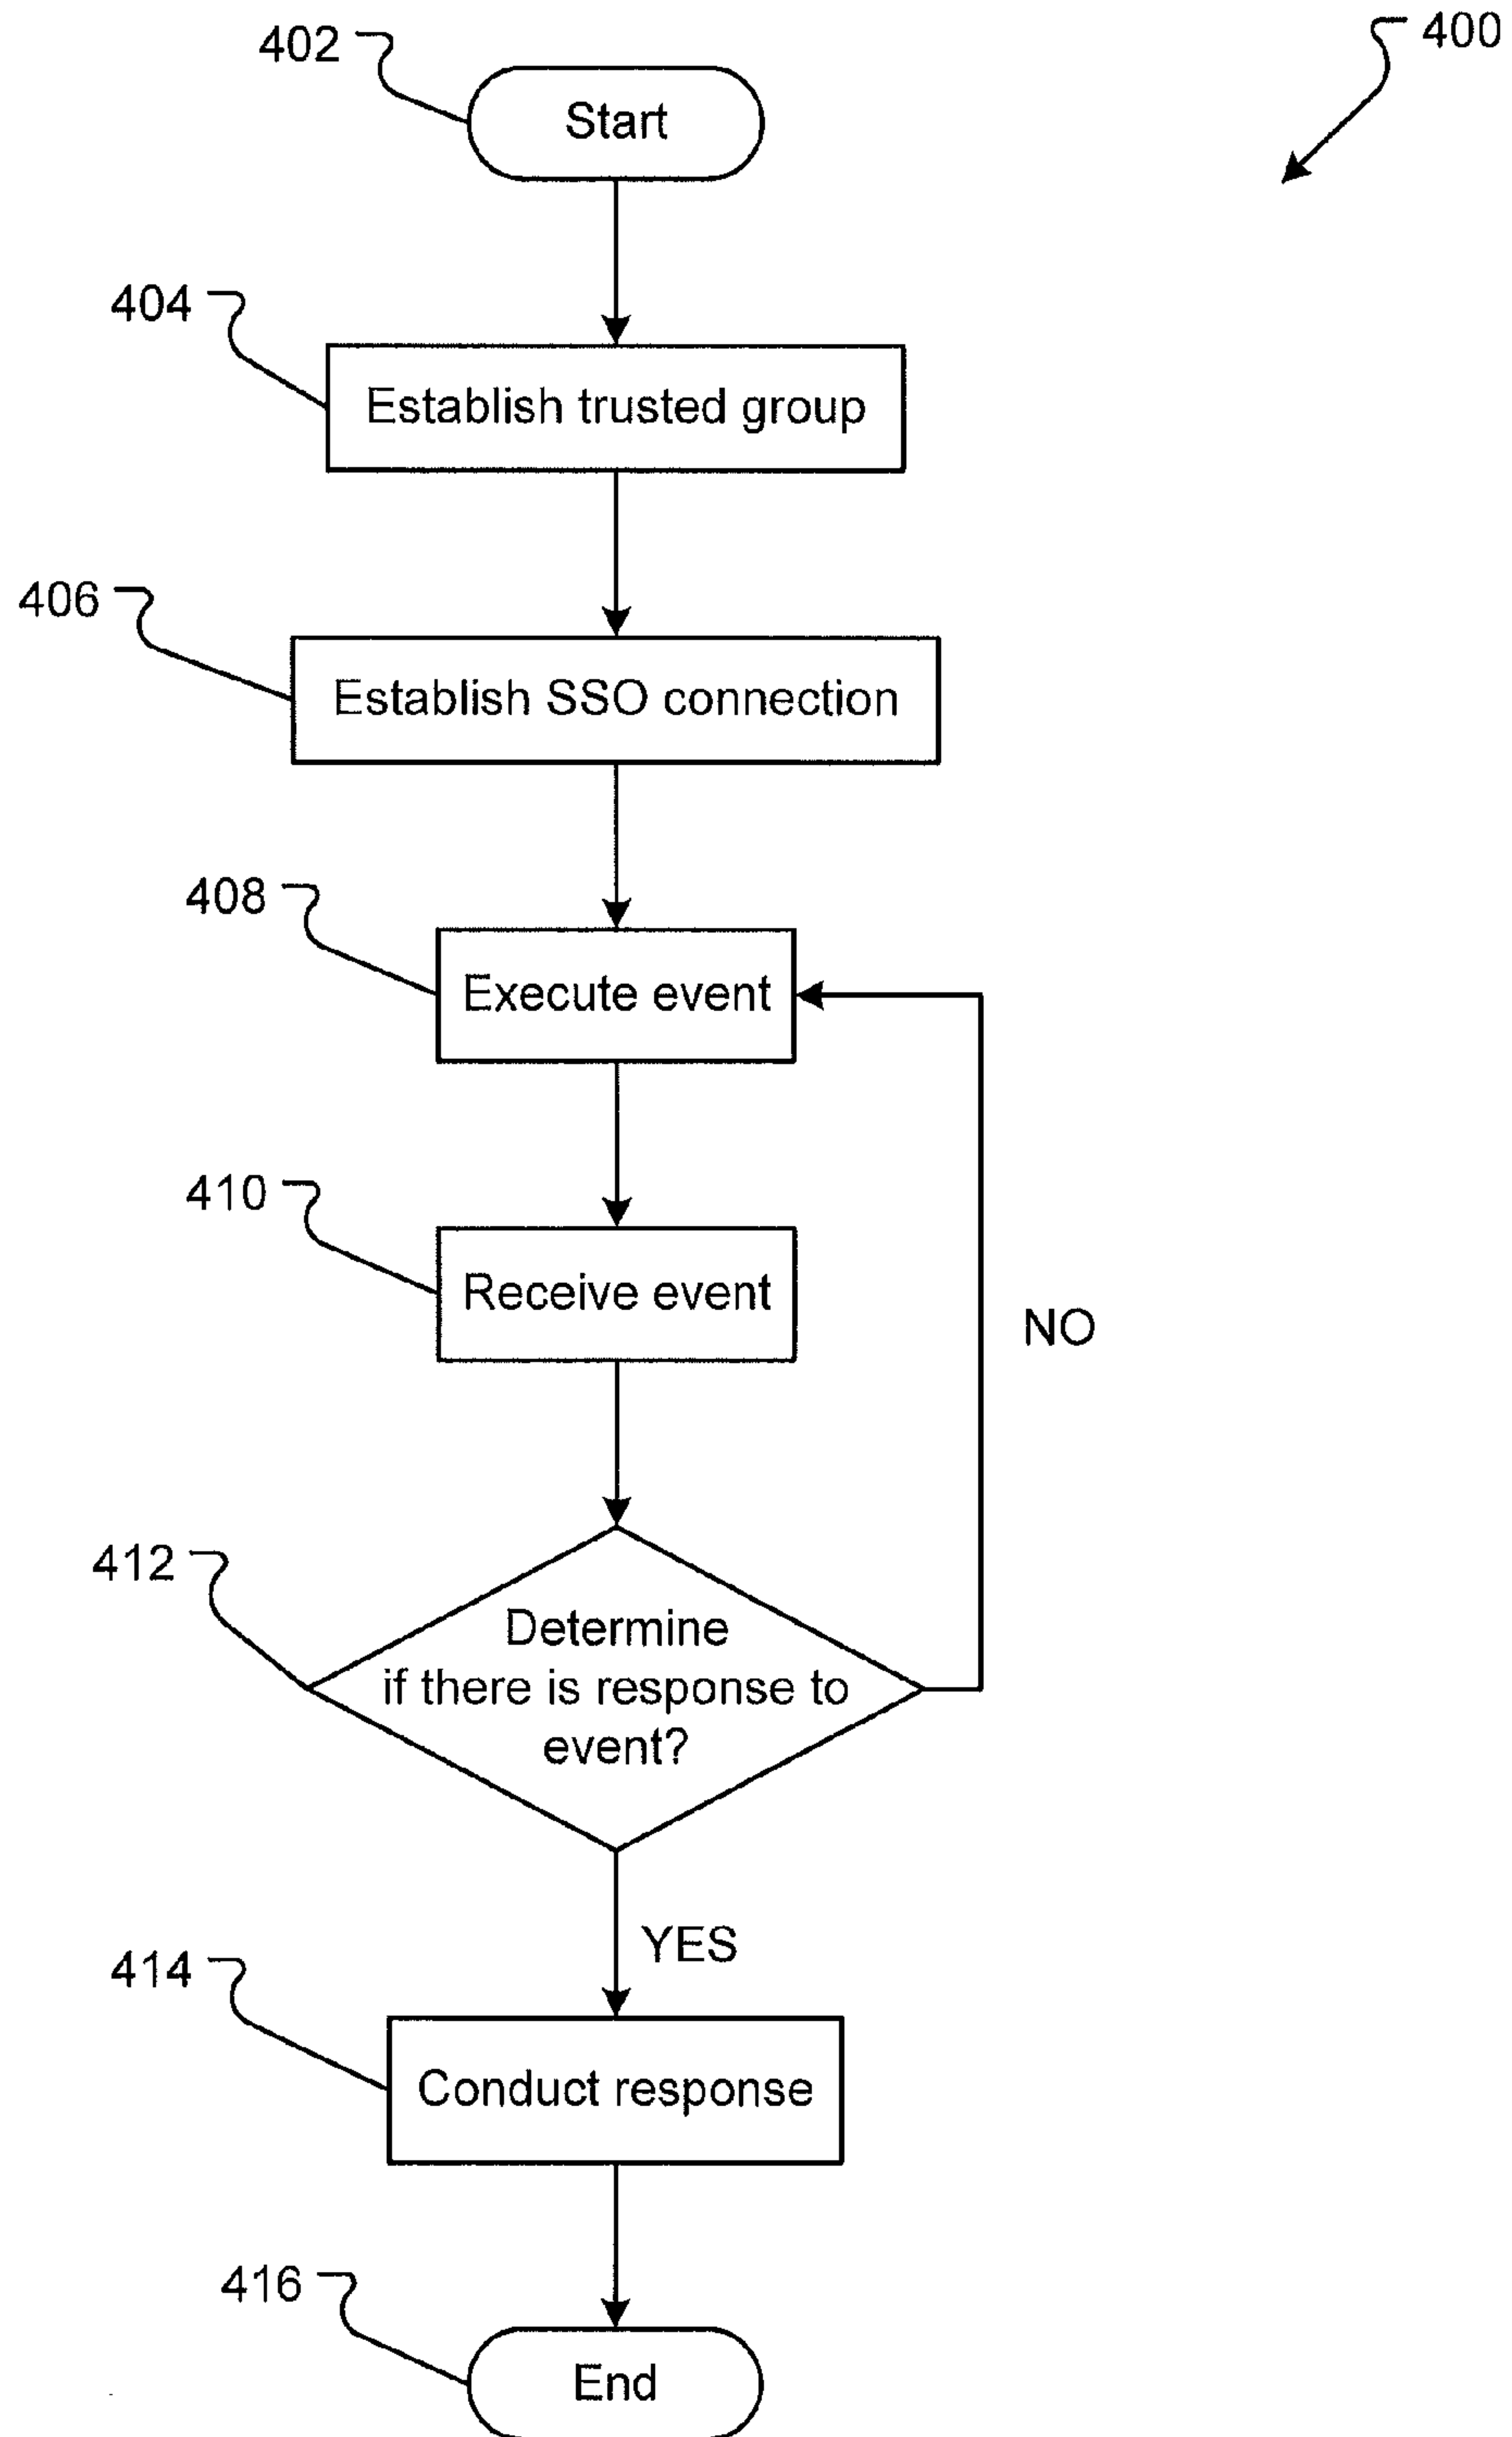 402
400
Start
404
Establish trusted group
406
Establish SSO connection
408
Execute event
410
Receive event
NO
412
Determine
if there is response to
event?
YES
414
Conduct response
416
End